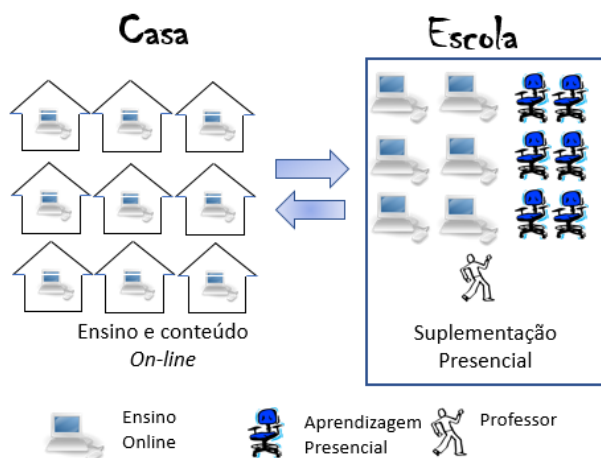 Casa
Escola
Ensino e conteúdo
On-line
Suplementação
Presencial
Ensino
Online
Aprendizagem
Presencial
Professor